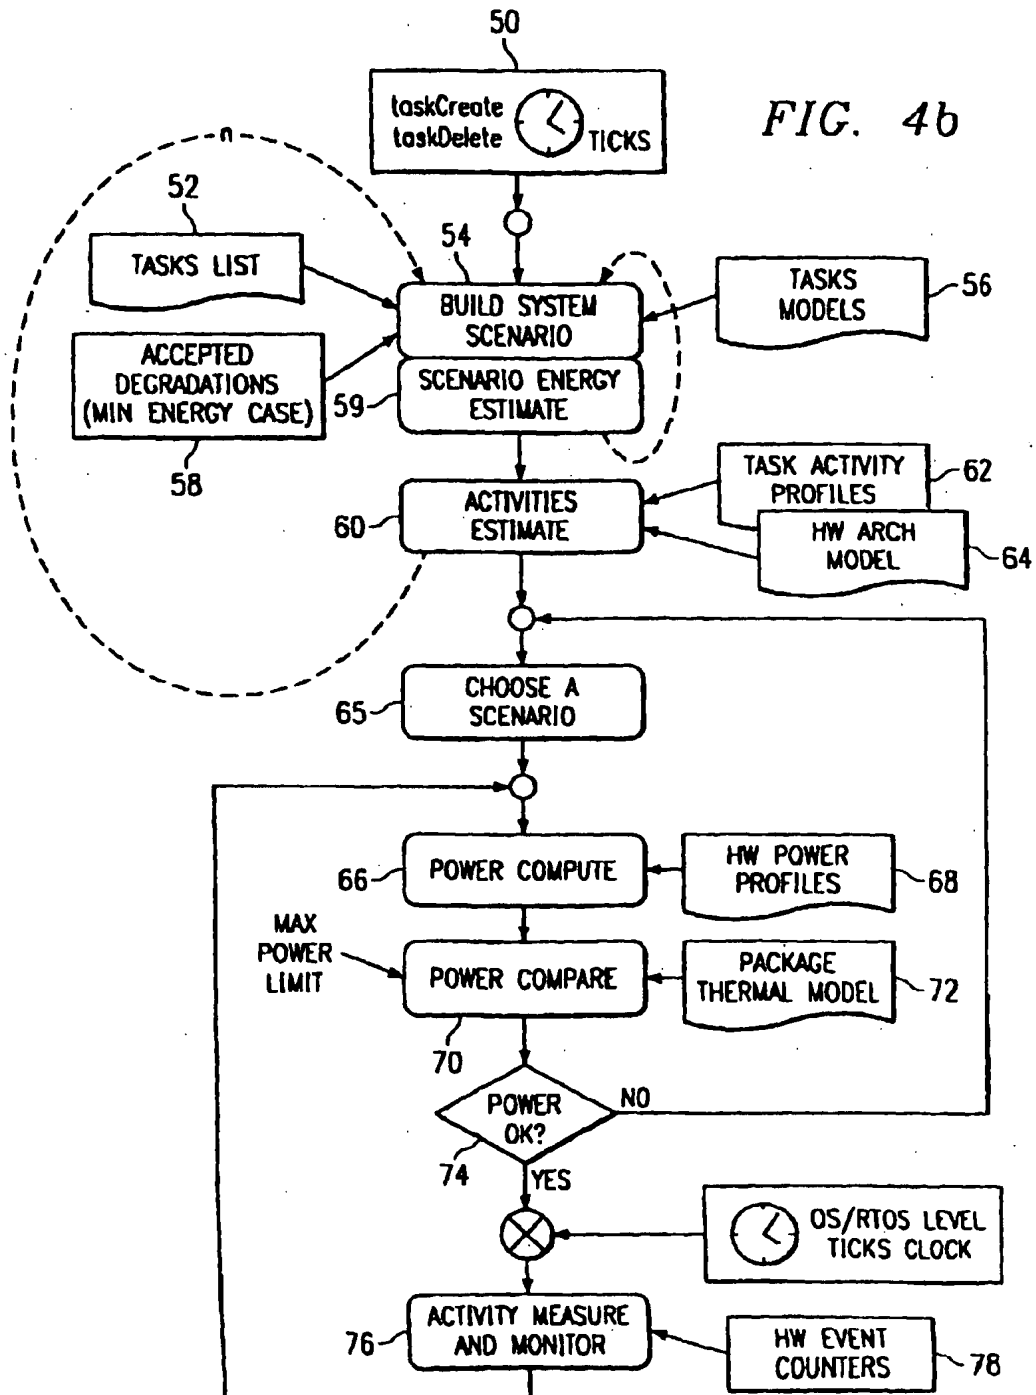 50
taskCreate
taskDelete
TICKS
FIG. 4b
n
52
TASKS LIST
54
BUILD SYSTEM
SCENARIO
TASKS
MODELS
56
ACCEPTED
DEGRADATIONS
(MIN ENERGY CASE)
58
59
SCENARIO ENERGY
ESTIMATE
60
ACTIVITIES
ESTIMATE
TASK ACTIVITY
PROFILES
62
HW ARCH
MODEL
64
65
CHOOSE A
SCENARIO
66
POWER COMPUTE
HW POWER
PROFILES
68
MAX
POWER
LIMIT
POWER COMPARE
70
PACKAGE
THERMAL MODEL
72
POWER
OK?
74
NO
YES
OS/RTOS LEVEL
TICKS CLOCK
76
ACTIVITY MEASURE
AND MONITOR
HW EVENT
COUNTERS
78